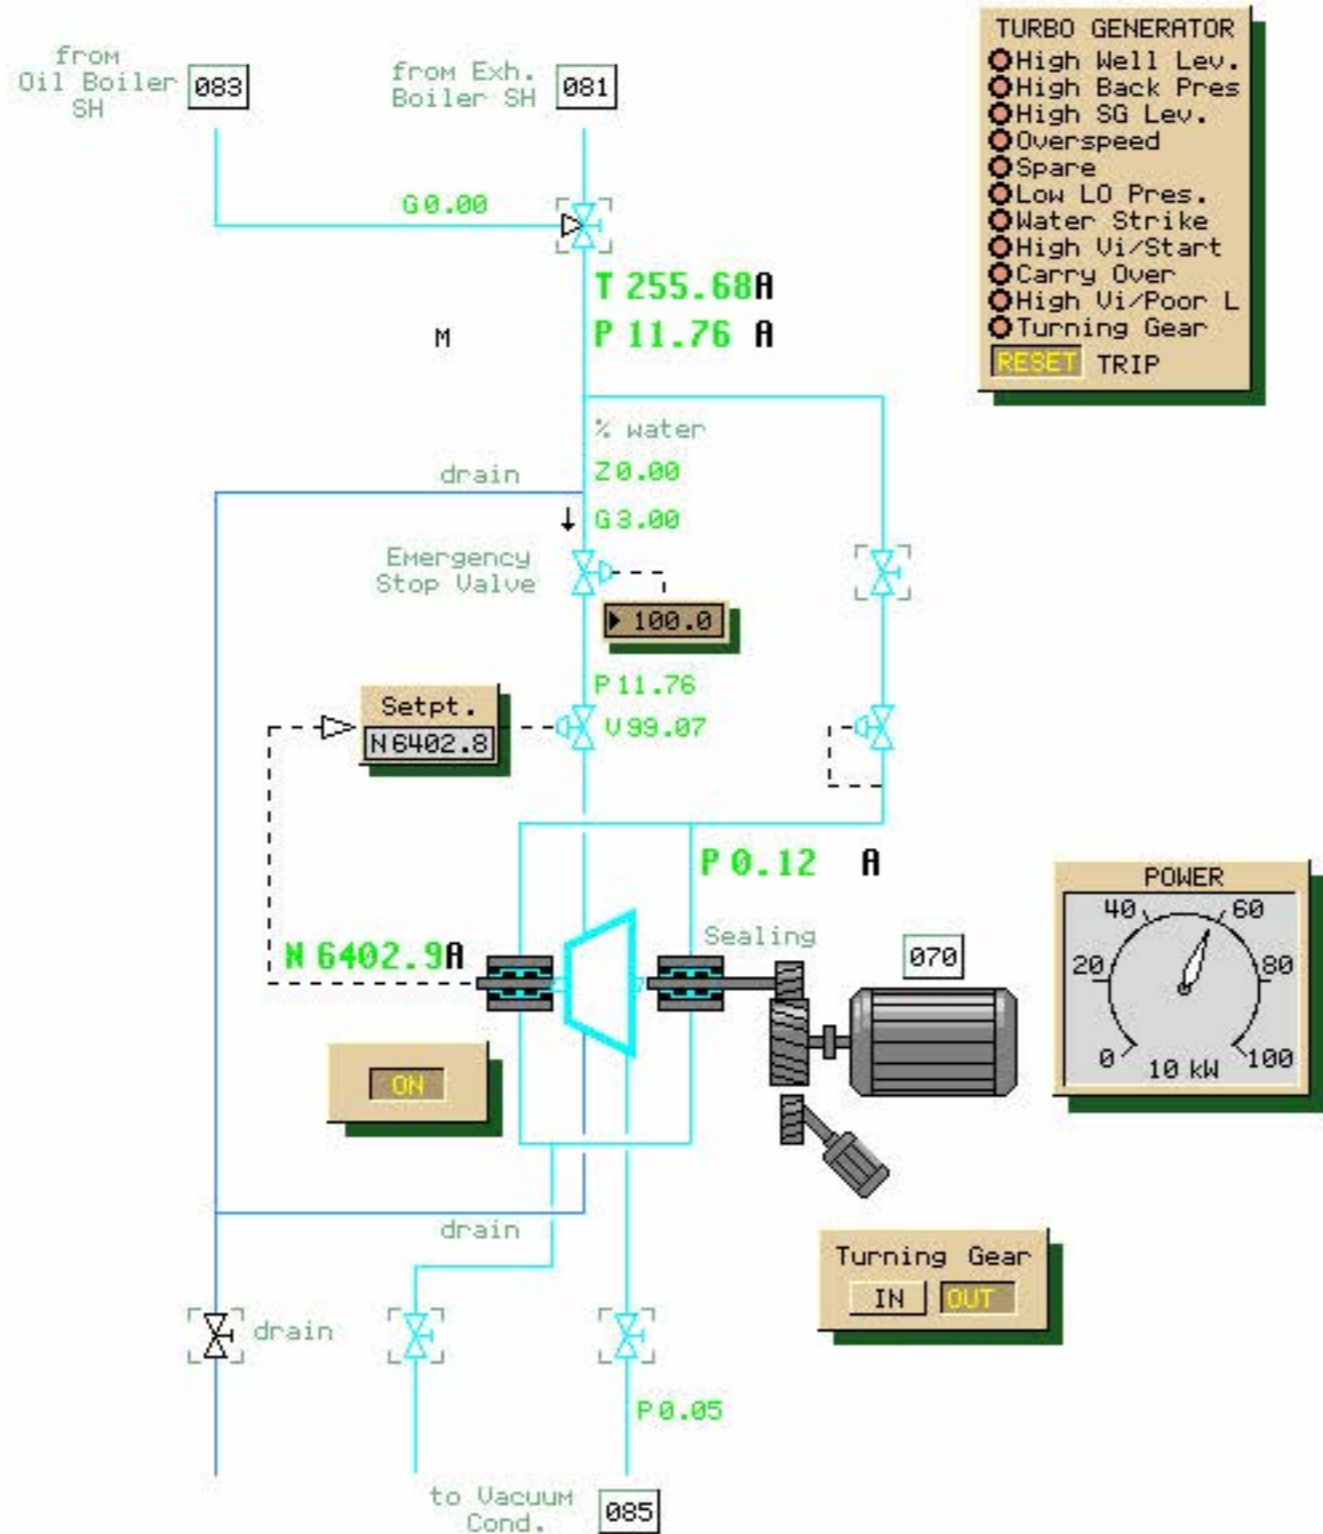 from
Oil Boiler
SH
083
from Exh.
Boiler SH
081
TURBO GENERATOR
High Well Lev.
High Back Pres
High SG Lev.
Overspeed
Spare
Low LO Pres.
Water Strike
High Vi/Start
Carry Over
High Vi/Poor L
Turning Gear
RESET TRIP
G0.00
T 255.68A
M
P 11.76 A
% water
drain
Z0.00
G3.00
Emergency
Stop Valve
100.0
P11.76
Setpt.
N6402.8
V99.07
P 0.12 A
Sealing
N 6402.9A
070
POWER
0
20
40
60
80
100
10 kW
ON
drain
Turning Gear
IN OUT
drain
P0.05
to Vacuum
Cond.
085